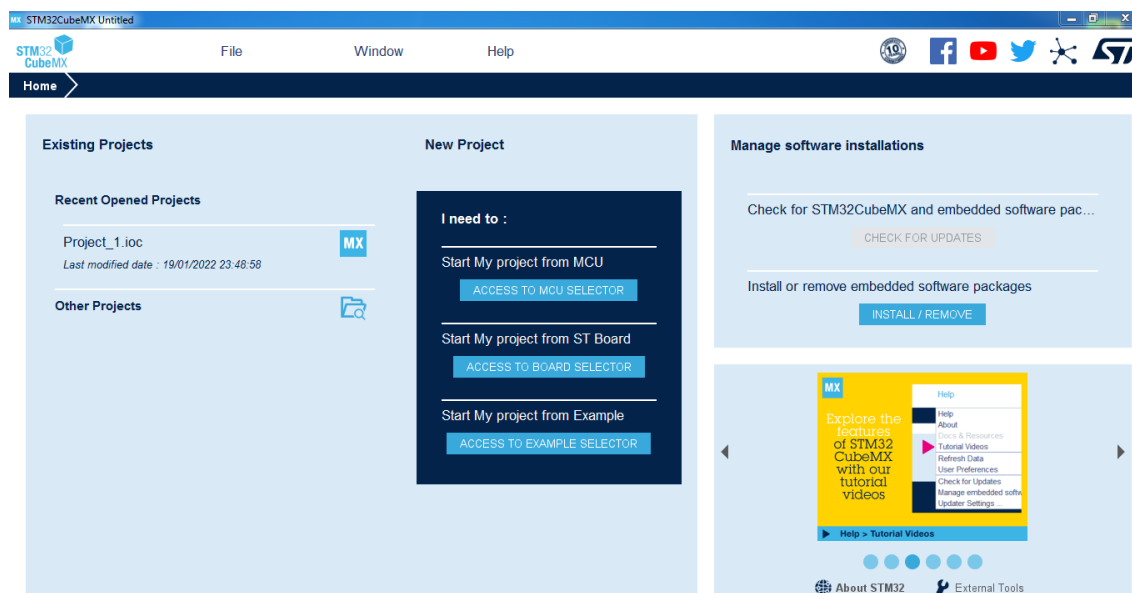 MX STM32CubeMX Untitled
STM32
CubeMX
File Window Help
10
Home
Existing Projects
Recent Opened Projects
Project_1.ioc
MX
Last modified date : 19/01/2022 23:48:58
Other Projects
New Project
I need to :
Start My project from MCU
ACCESS TO MCU SELECTOR
Start My project from ST Board
ACCESS TO BOARD SELECTOR
Start My project from Example
ACCESS TO EXAMPLE SELECTOR
Manage software installations
Check for STM32CubeMX and embedded software pac...
CHECK FOR UPDATES
Install or remove embedded software packages
INSTALL / REMOVE
MX
Explore the
features
of STM32
CubeMX
with our
tutorial
videos
Help
Help
About
Docs & Resources
Tutorial Videos
Refresh Data
User Preferences
Check for Updates
Manage embedded softw
Updater Settings ...
Help > Tutorial Videos
About STM32
External Tools